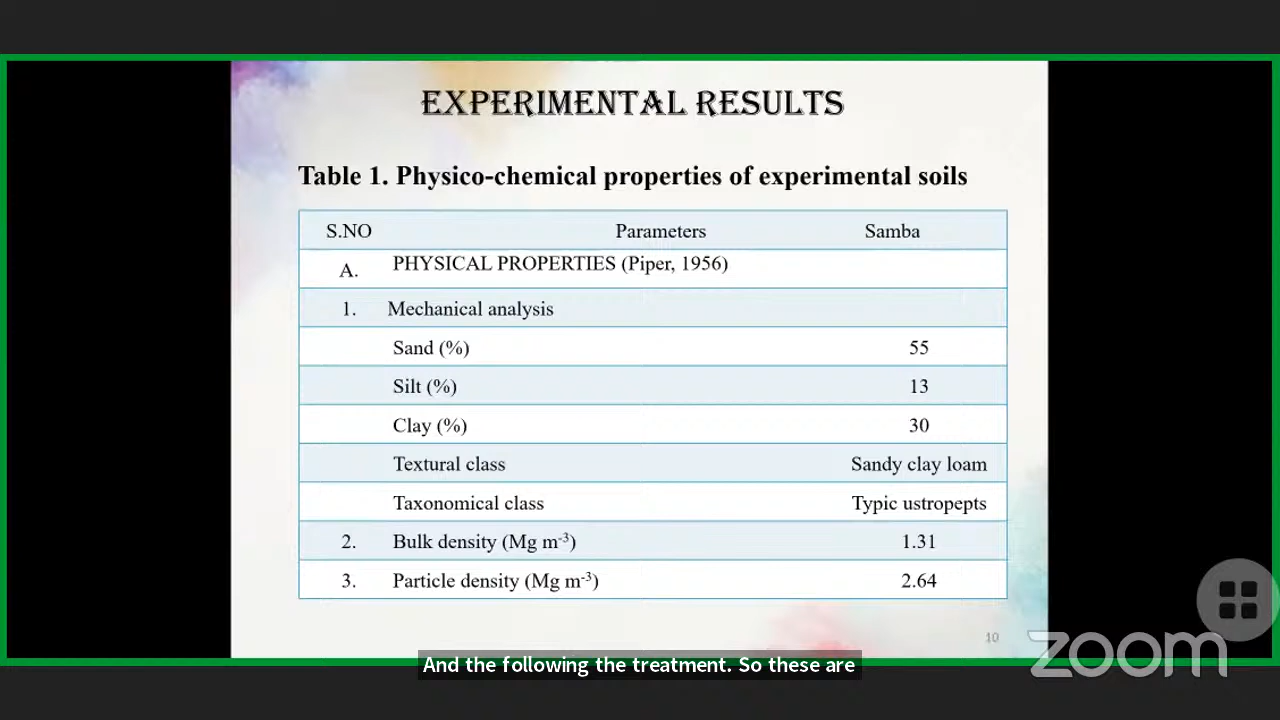 EXPERIMENTAL RESULTS
Table 1. Physico-chemical properties of experimental soils
S.NO Parameters Samba
A. PHYSICAL PROPERTIES (Piper, 1956)
1. Mechanical analysis
Sand (%) 55
Silt (%) 13
Clay (%) 30
Textural class Sandy clay loam
Taxonomical class Typic ustropepts
2. Bulk density (Mg m⁻³) 1.31
3. Particle density (Mg m⁻³) 2.64
10
zoom
And the following the treatment. So these are